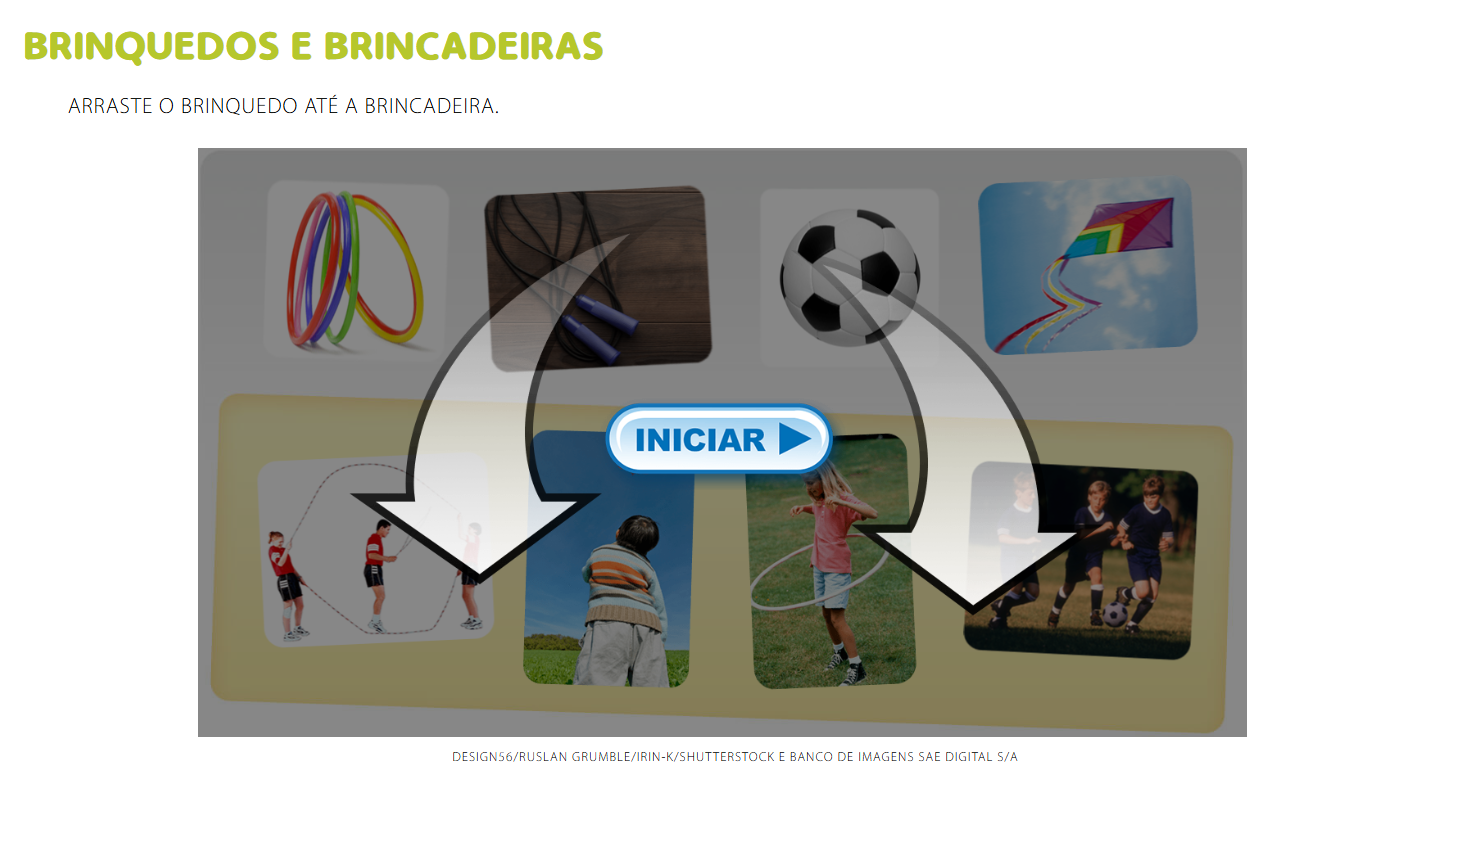 BRINQUEDOS E BRINCADEIRAS
ARRASTE O BRINQUEDO ATÉ A BRINCADEIRA.
INICIAR
DESIGN56/RUSLAN GRUMBLE/IRIN-K/SHUTTERSTOCK E BANCO DE IMAGENS SAE DIGITAL S/A